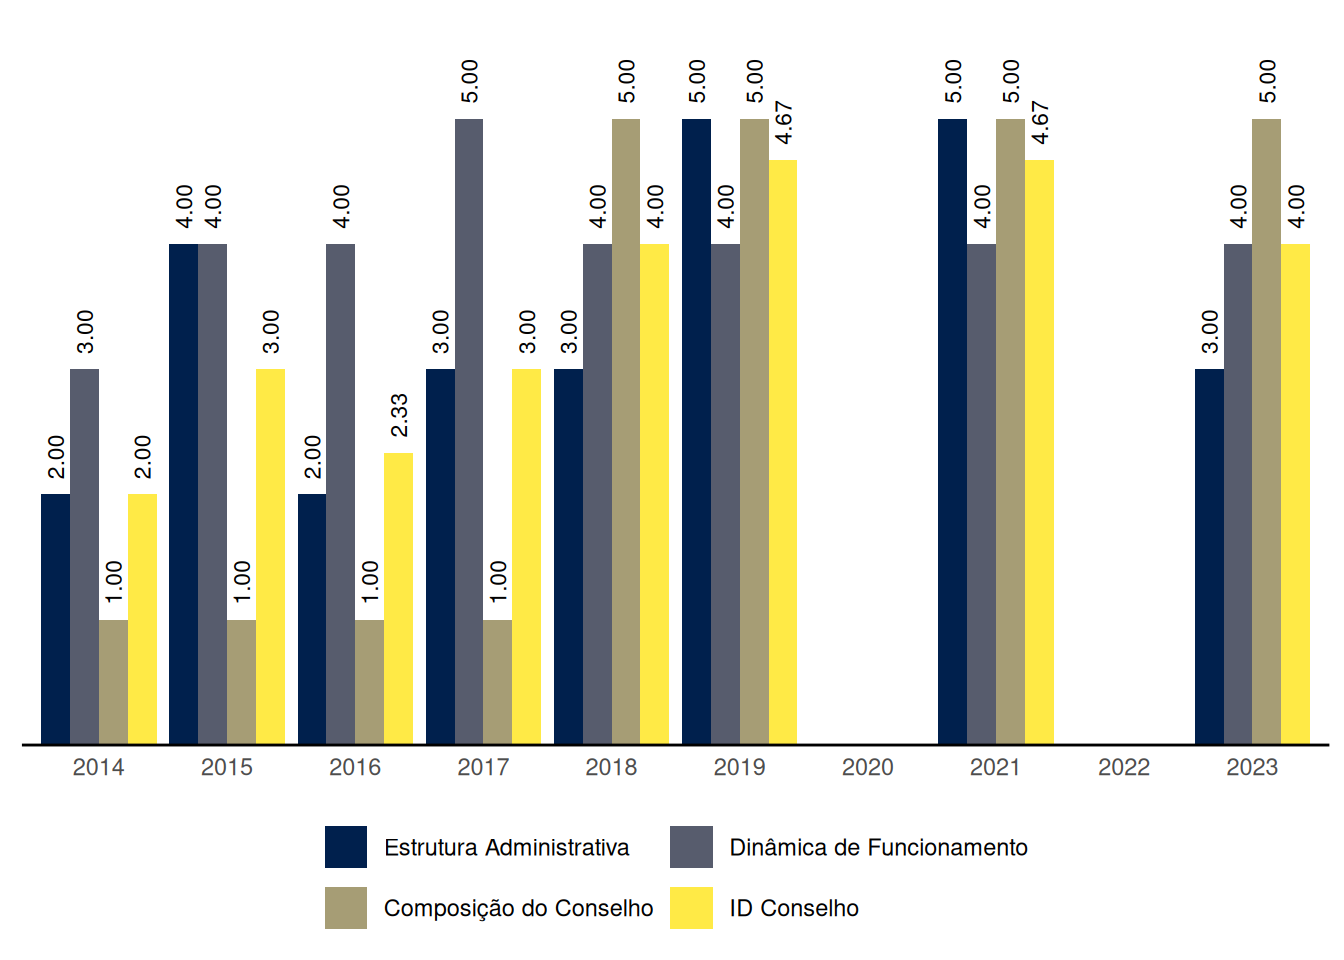 2.00 3.00 1.00 2.00 4.00 4.00 1.00 3.00 2.00 4.00 1.00 2.33 3.00 5.00 1.00 3.00 3.00 4.00 5.00 4.00 5.00 4.00 5.00 4.67 5.00 4.00 5.00 4.67 3.00 4.00 5.00 4.00
2014 2015 2016 2017 2018 2019 2020 2021 2022 2023
Estrutura Administrativa Dinâmica de Funcionamento
Composição do Conselho ID Conselho